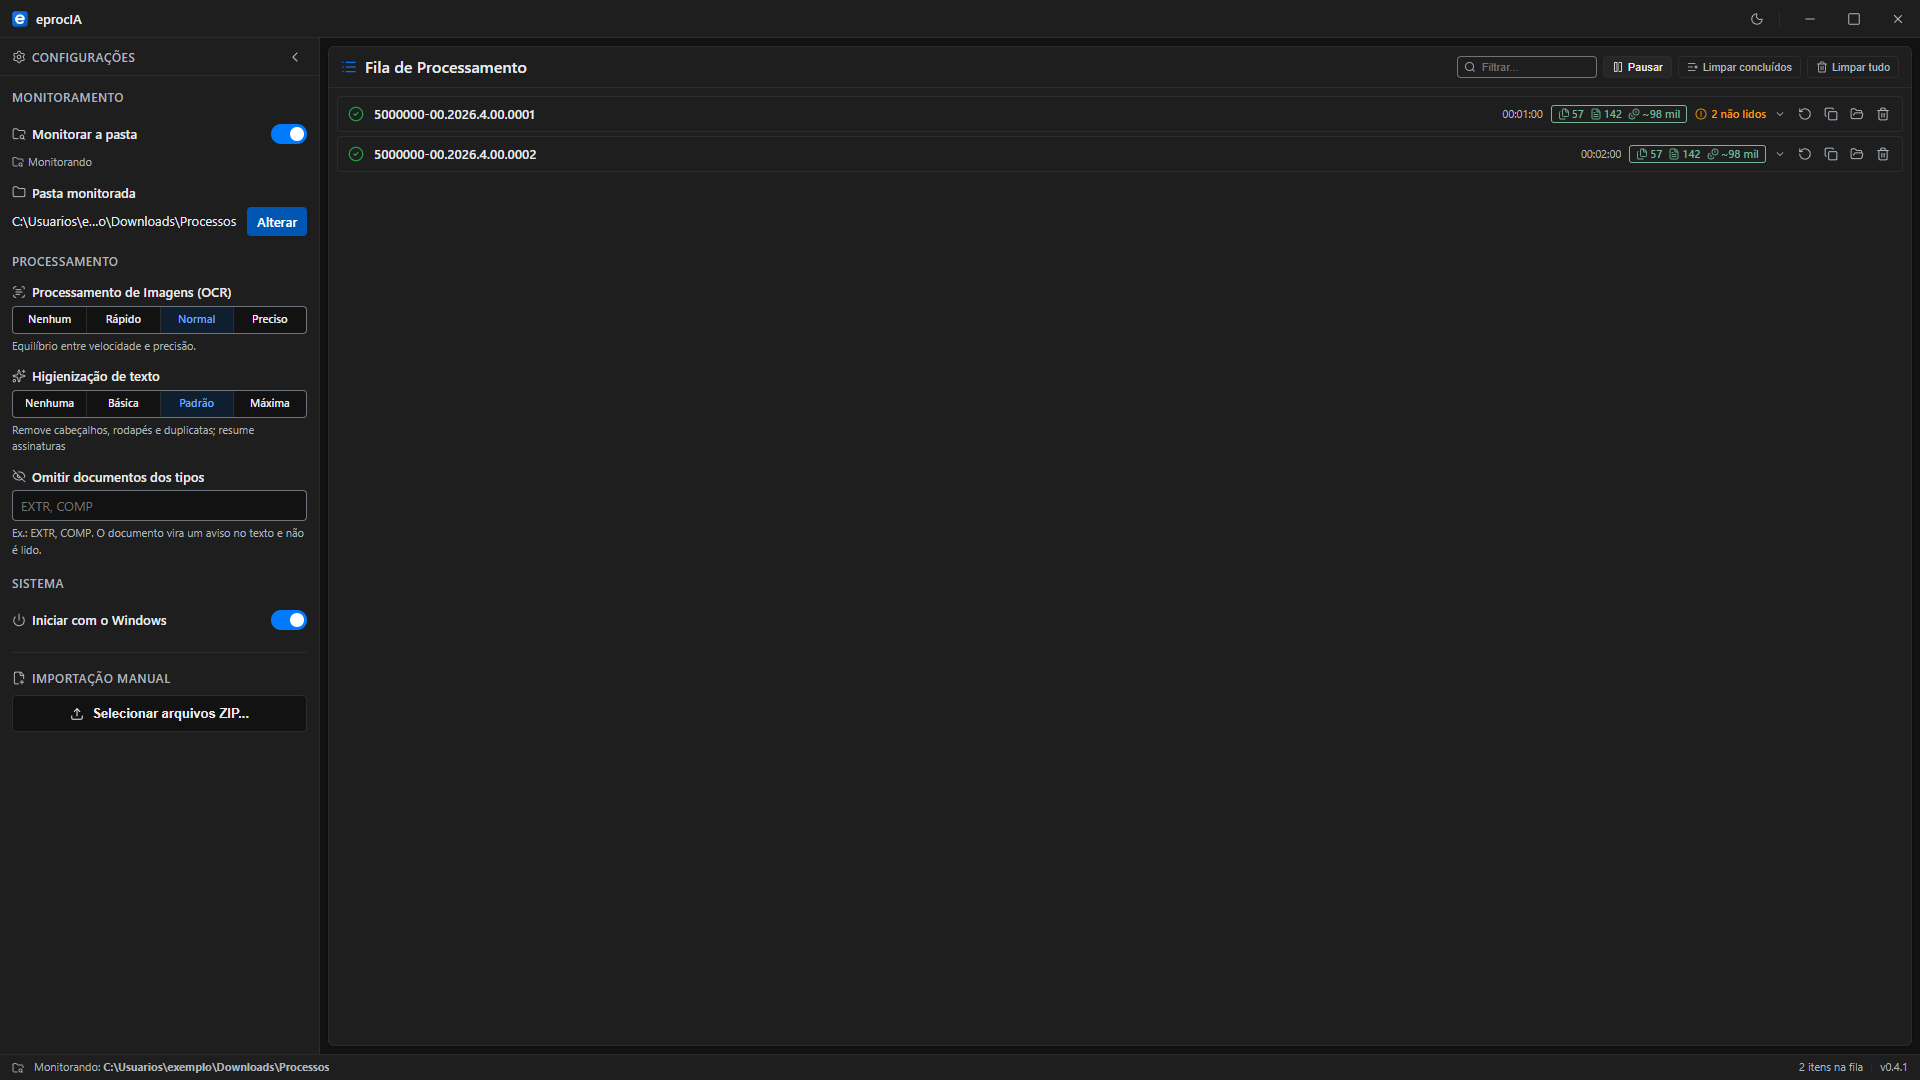 eprocIA
CONFIGURAÇÕES
MONITORAMENTO
Monitorar a pasta
Monitorando
Pasta monitorada
C:\Usuarios\e...o\Downloads\Processos
Alterar
PROCESSAMENTO
Processamento de Imagens (OCR)
Nenhum Rápido Normal Preciso
Equilíbrio entre velocidade e precisão.
Higienização de texto
Nenhuma Básica Padrão Máxima
Remove cabeçalhos, rodapés e duplicatas; resume
assinaturas
Omitir documentos dos tipos
EXTR, COMP
Ex.: EXTR, COMP. O documento vira um aviso no texto e não
é lido.
SISTEMA
Iniciar com o Windows
IMPORTAÇÃO MANUAL
Selecionar arquivos ZIP...
Fila de Processamento
Filtrar... Pausar Limpar concluídos Limpar tudo
5000000-00.2026.4.00.0001 00:01:00 57 142 ~98 mil 2 não lidos
5000000-00.2026.4.00.0002 00:02:00 57 142 ~98 mil
Monitorando: C:\Usuarios\exemplo\Downloads\Processos
2 itens na fila v0.4.1